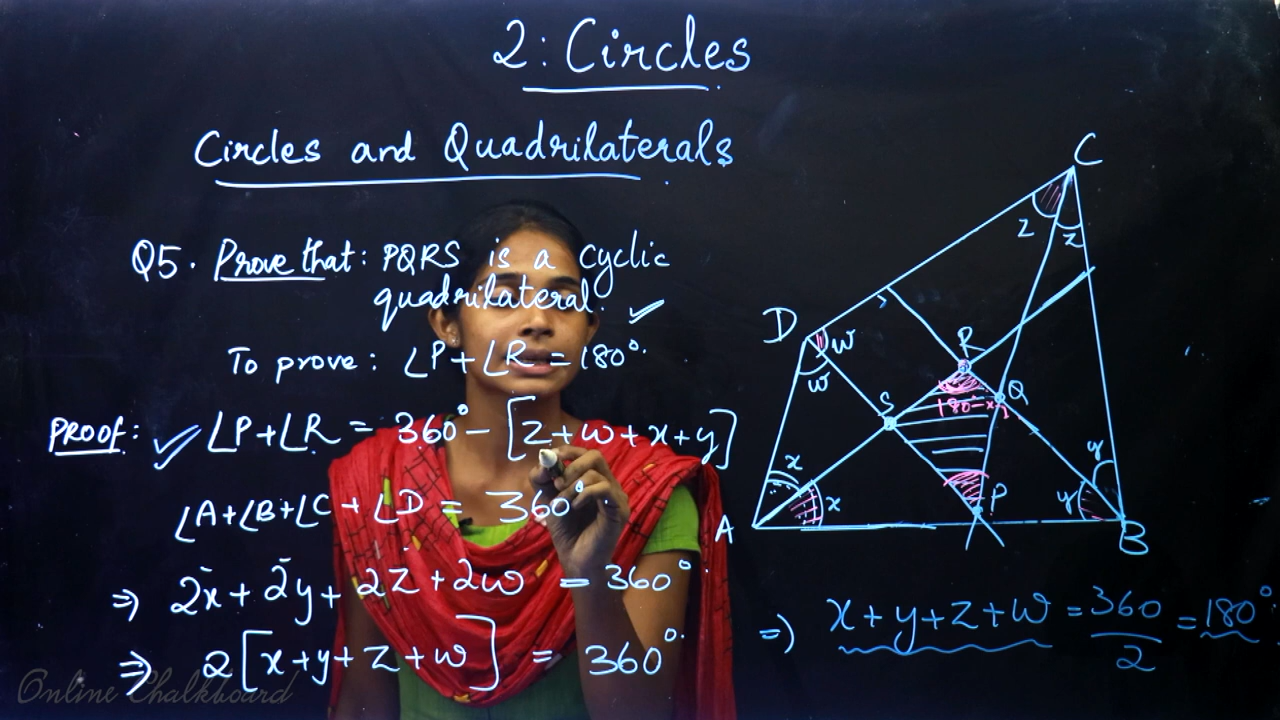 2: Circles
Circles and Quadrilaterals
Q5. Prove that: PQRS is a cyclic
quadrilateral. ✓
To prove: ∠P+∠R = 180°.
PROOF: ✓ ∠P+∠R = 360° - [z+w+x+y]
∠A+∠B+∠C+∠D = 360°.
⇒ 2x + 2y + 2z + 2w = 360°
⇒ 2[x+y+z+w] = 360°.
⇒ x+y+z+w = 360/2 = 180°
C
z z
D w
w
R
S 180-x-y Q
x y
x y
P
A B
Online Chalkboard